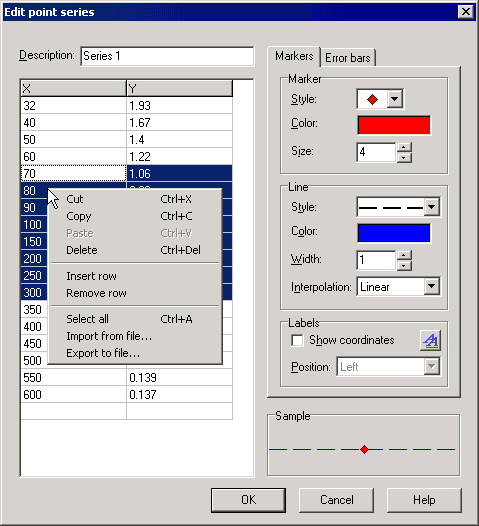 Edit point series
Description: Series 1
X Y
32 1.93
40 1.67
50 1.4
60 1.22
70 1.06
80
90
100
150
200
250
300
350
400
450
500
550 0.139
600 0.137
Cut Ctrl+X
Copy Ctrl+C
Paste Ctrl+V
Delete Ctrl+Del
Insert row
Remove row
Select all Ctrl+A
Import from file...
Export to file...
Markers Error bars
Marker
Style:
Color:
Size: 4
Line
Style:
Color:
Width: 1
Interpolation: Linear
Labels
Show coordinates
Position: Left
Sample
OK Cancel Help